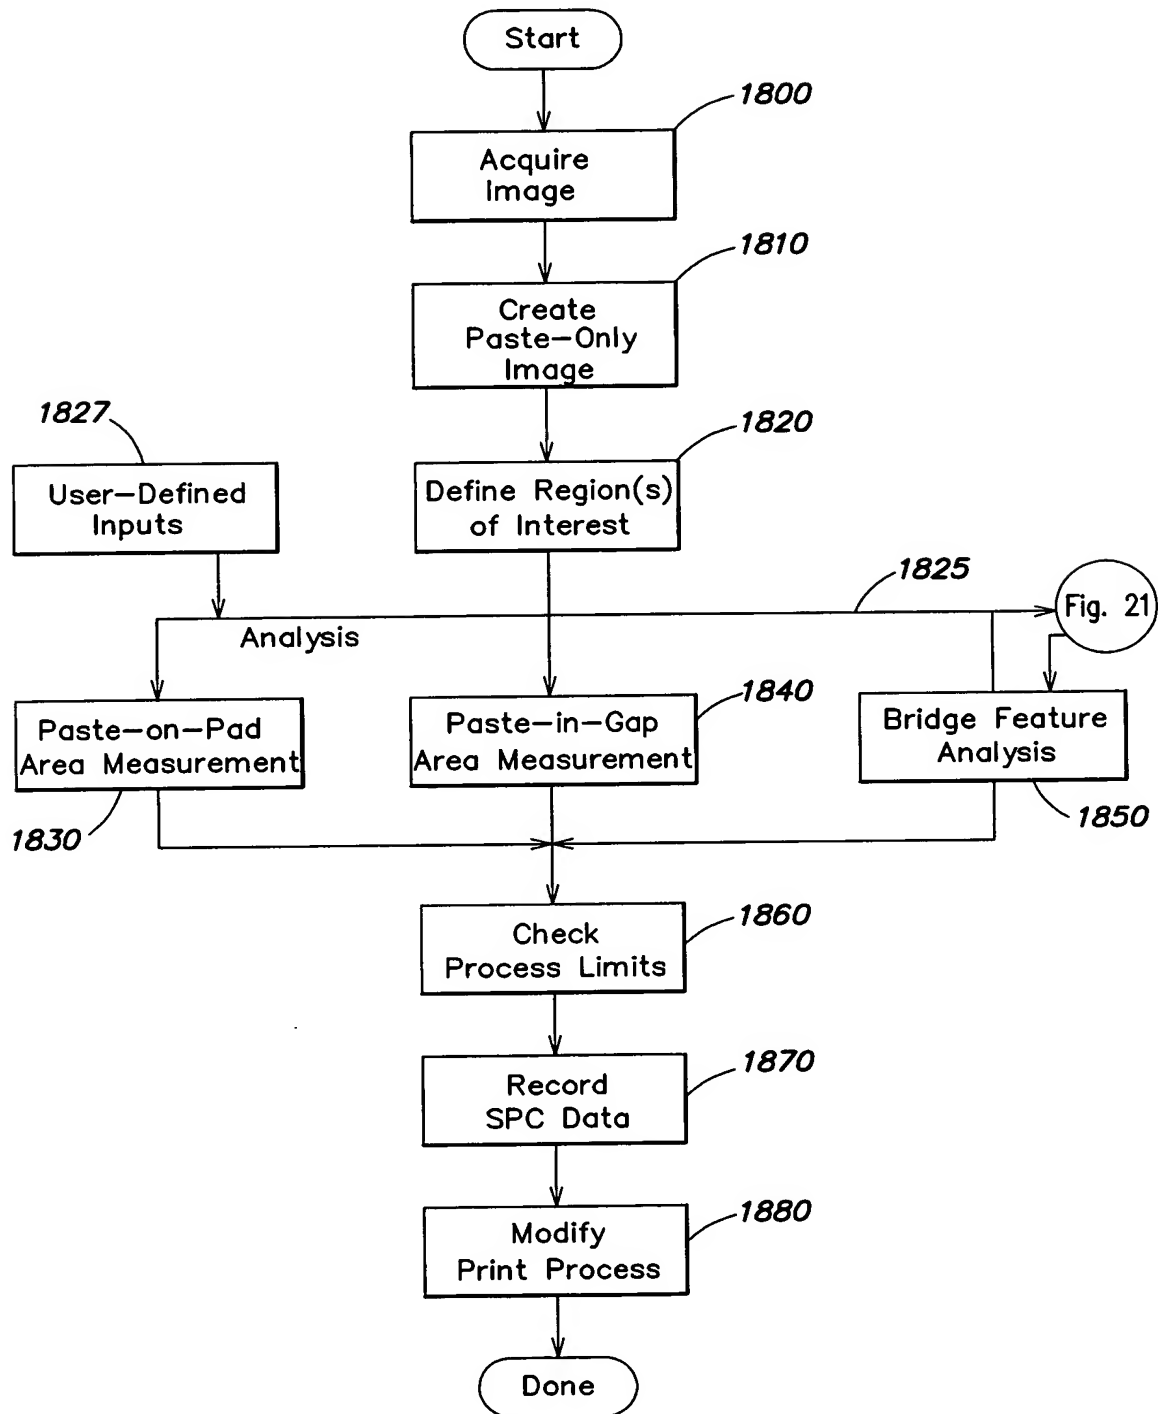 Start
1800
Acquire
Image
1810
Create
Paste-Only
Image
1827
1820
User-Defined
Inputs
Define Region(s)
of Interest
1825
Fig. 21
Analysis
1840
Paste-on-Pad
Area Measurement
Paste-in-Gap
Area Measurement
Bridge Feature
Analysis
1830
1850
1860
Check
Process Limits
1870
Record
SPC Data
1880
Modify
Print Process
Done